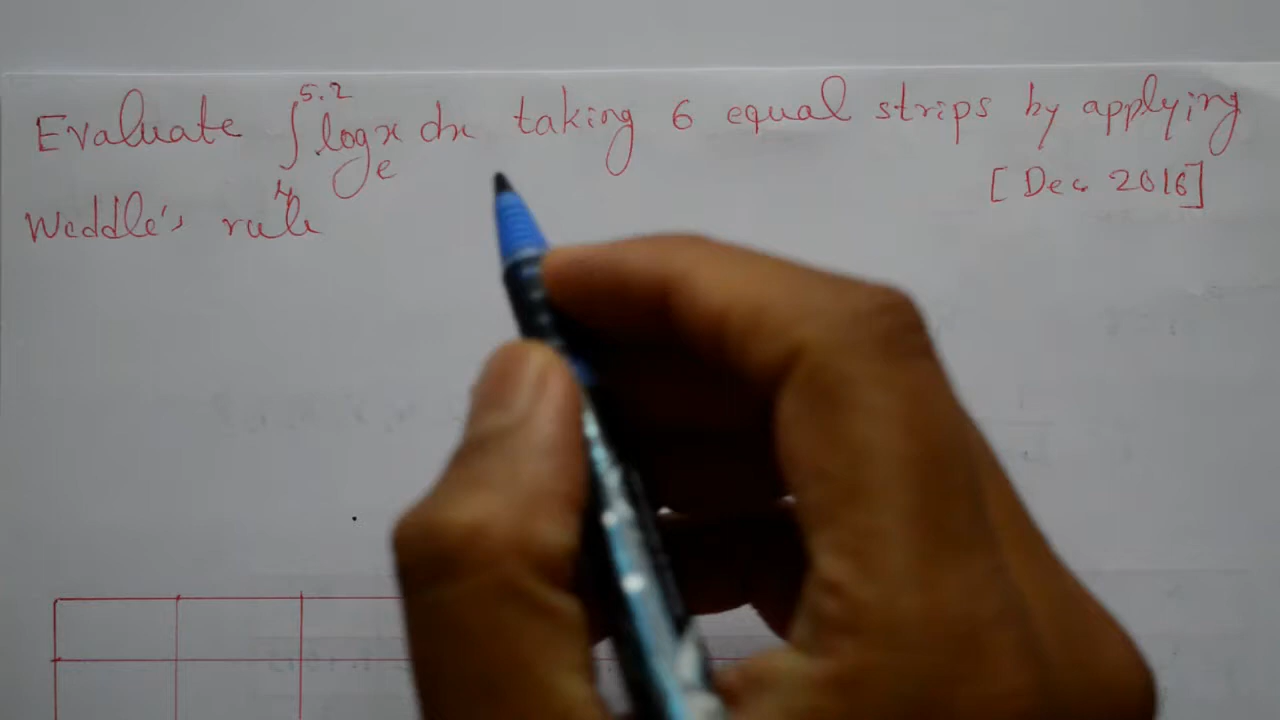 Evaluate ∫₄^5.2 logₑx dx taking 6 equal strips by applying
Weddle's rule [Dec 2016]